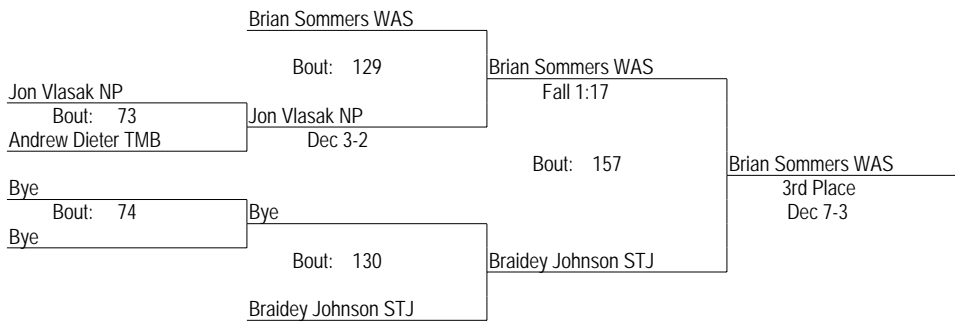 Brian Sommers WAS
Bout: 129
Brian Sommers WAS
Jon Vlasak NP
Fall 1:17
Bout: 73
Jon Vlasak NP
Andrew Dieter TMB
Dec 3-2
Bout: 157
Brian Sommers WAS
Bye
3rd Place
Bout: 74
Bye
Dec 7-3
Bye
Bout: 130
Braidey Johnson STJ
Braidey Johnson STJ